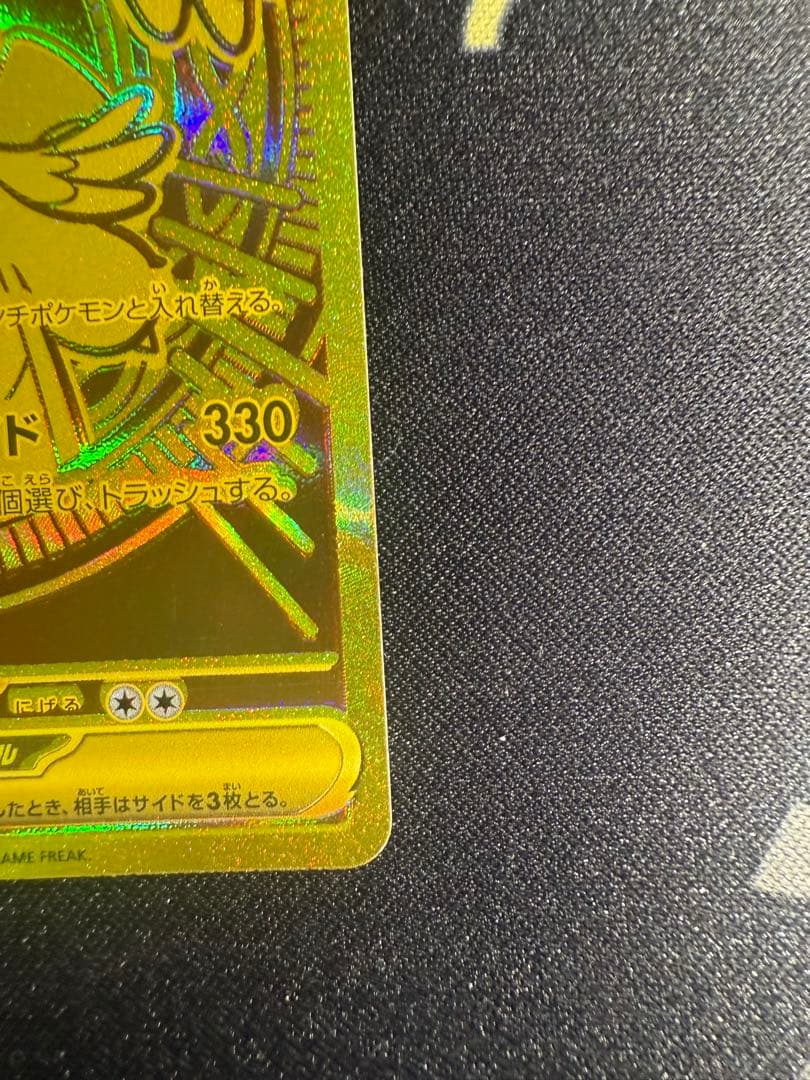 ンチポケモンと入れ替える。
ド 330
個選び、トラッシュする。
にげる
ル
したとき、相手はサイドを3枚とる。
AME FREAK.